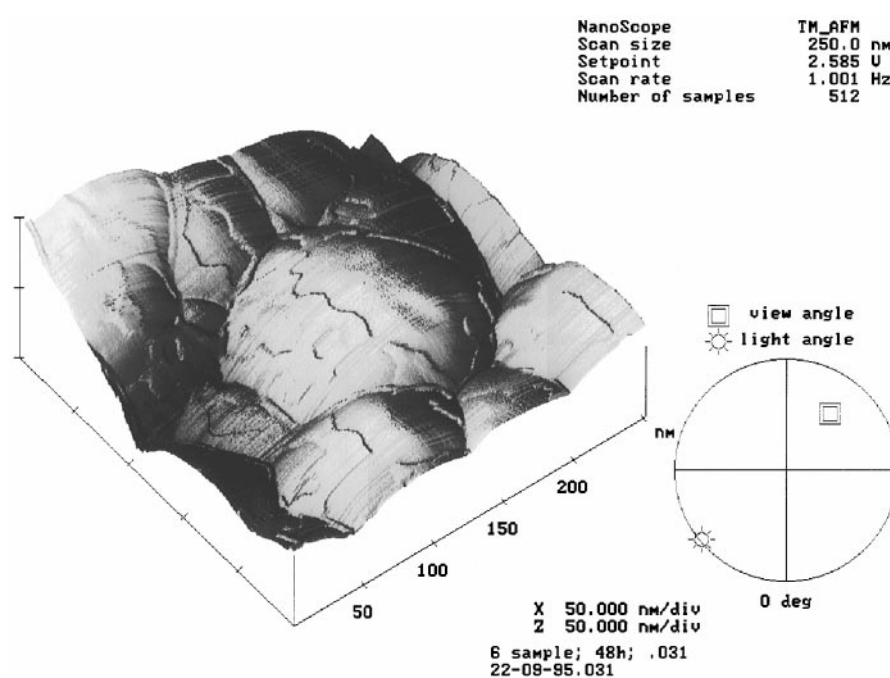 NanoScope TM_AFM
Scan size 250.0 nm
Setpoint 2.585 V
Scan rate 1.001 Hz
Number of samples 512
view angle
light angle
nm
200
150
100
50
0 deg
X 50.000 nm/div
Z 50.000 nm/div
6 sample; 48h; .031
22-09-95.031